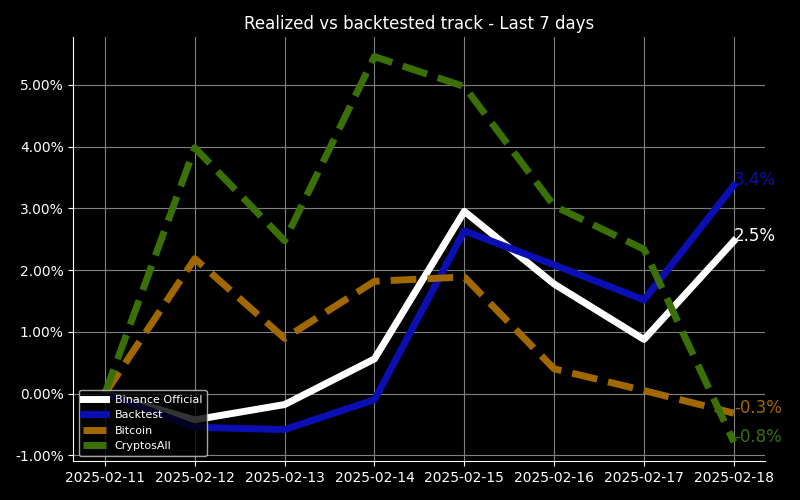 Realized vs backtested track - Last 7 days
5.00%
4.00%
3.00%
2.00%
1.00%
0.00%
-1.00%
3.4%
2.5%
-0.3%
-0.8%
Binance Official
Backtest
Bitcoin
CryptosAll
2025-02-11 2025-02-12 2025-02-13 2025-02-14 2025-02-15 2025-02-16 2025-02-17 2025-02-18